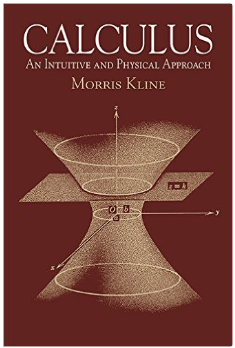 CALCULUS
AN INTUITIVE AND PHYSICAL APPROACH
MORRIS KLINE
z
O
b
a
y
x